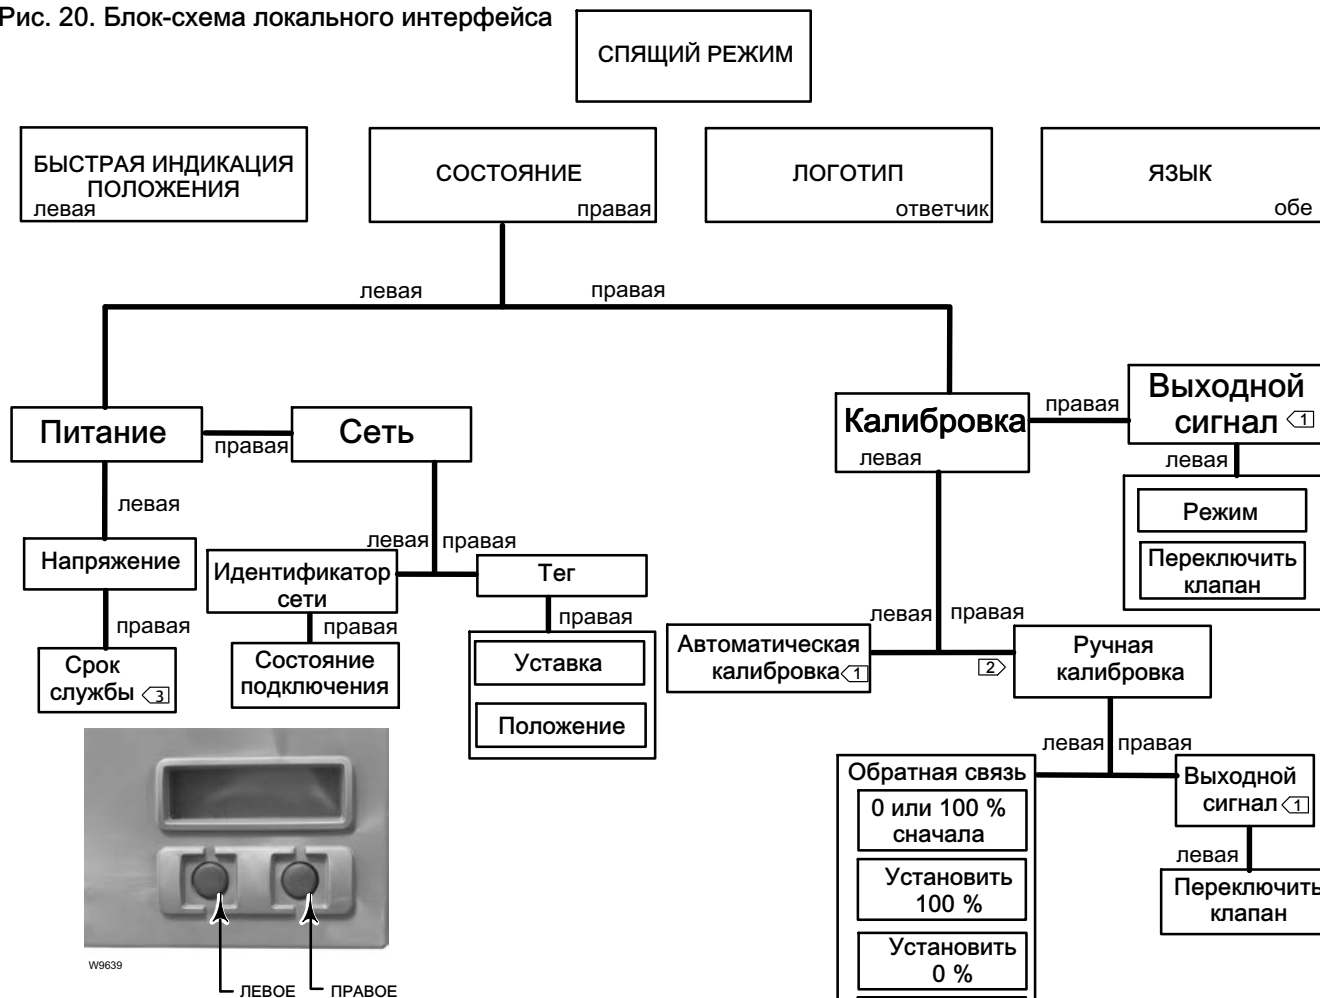 Рис. 20. Блок-схема локального интерфейса
СПЯЩИЙ РЕЖИМ
БЫСТРАЯ ИНДИКАЦИЯ
ПОЛОЖЕНИЯ
левая
СОСТОЯНИЕ
правая
ЛОГОТИП
ответчик
ЯЗЫК
обе
левая
правая
Питание
правая
Сеть
Калибровка
левая
правая
Выходной
сигнал 1
левая
Режим
Переключить
клапан
левая
Напряжение
правая
Срок
службы 3
левая
правая
Идентификатор
сети
правая
Состояние
подключения
Тег
правая
Уставка
Положение
левая
правая
Автоматическая
калибровка 1
2
Ручная
калибровка
левая
правая
Обратная связь
0 или 100 %
сначала
Установить
100 %
Установить
0 %
Выходной
сигнал 1
левая
Переключить
клапан
W9639
ЛЕВОЕ
ПРАВОЕ